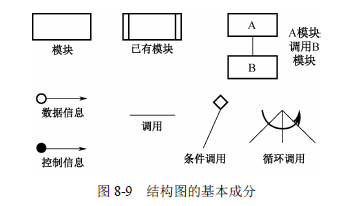 模块
已有模块
A
B
A模块
调用B
模块
数据信息
调用
控制信息
条件调用
循环调用
图 8-9 结构图的基本成分